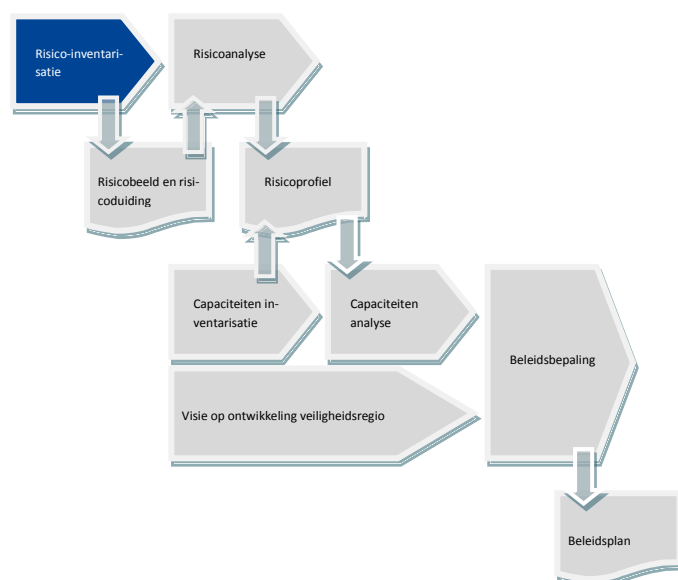 Risico-inventari-
satie
Risicoanalyse
Risicobeeld en risi-
coduiding
Risicoprofiel
Capaciteiten in-
ventarisatie
Capaciteiten
analyse
Beleidsbepaling
Visie op ontwikkeling veiligheidsregio
Beleidsplan